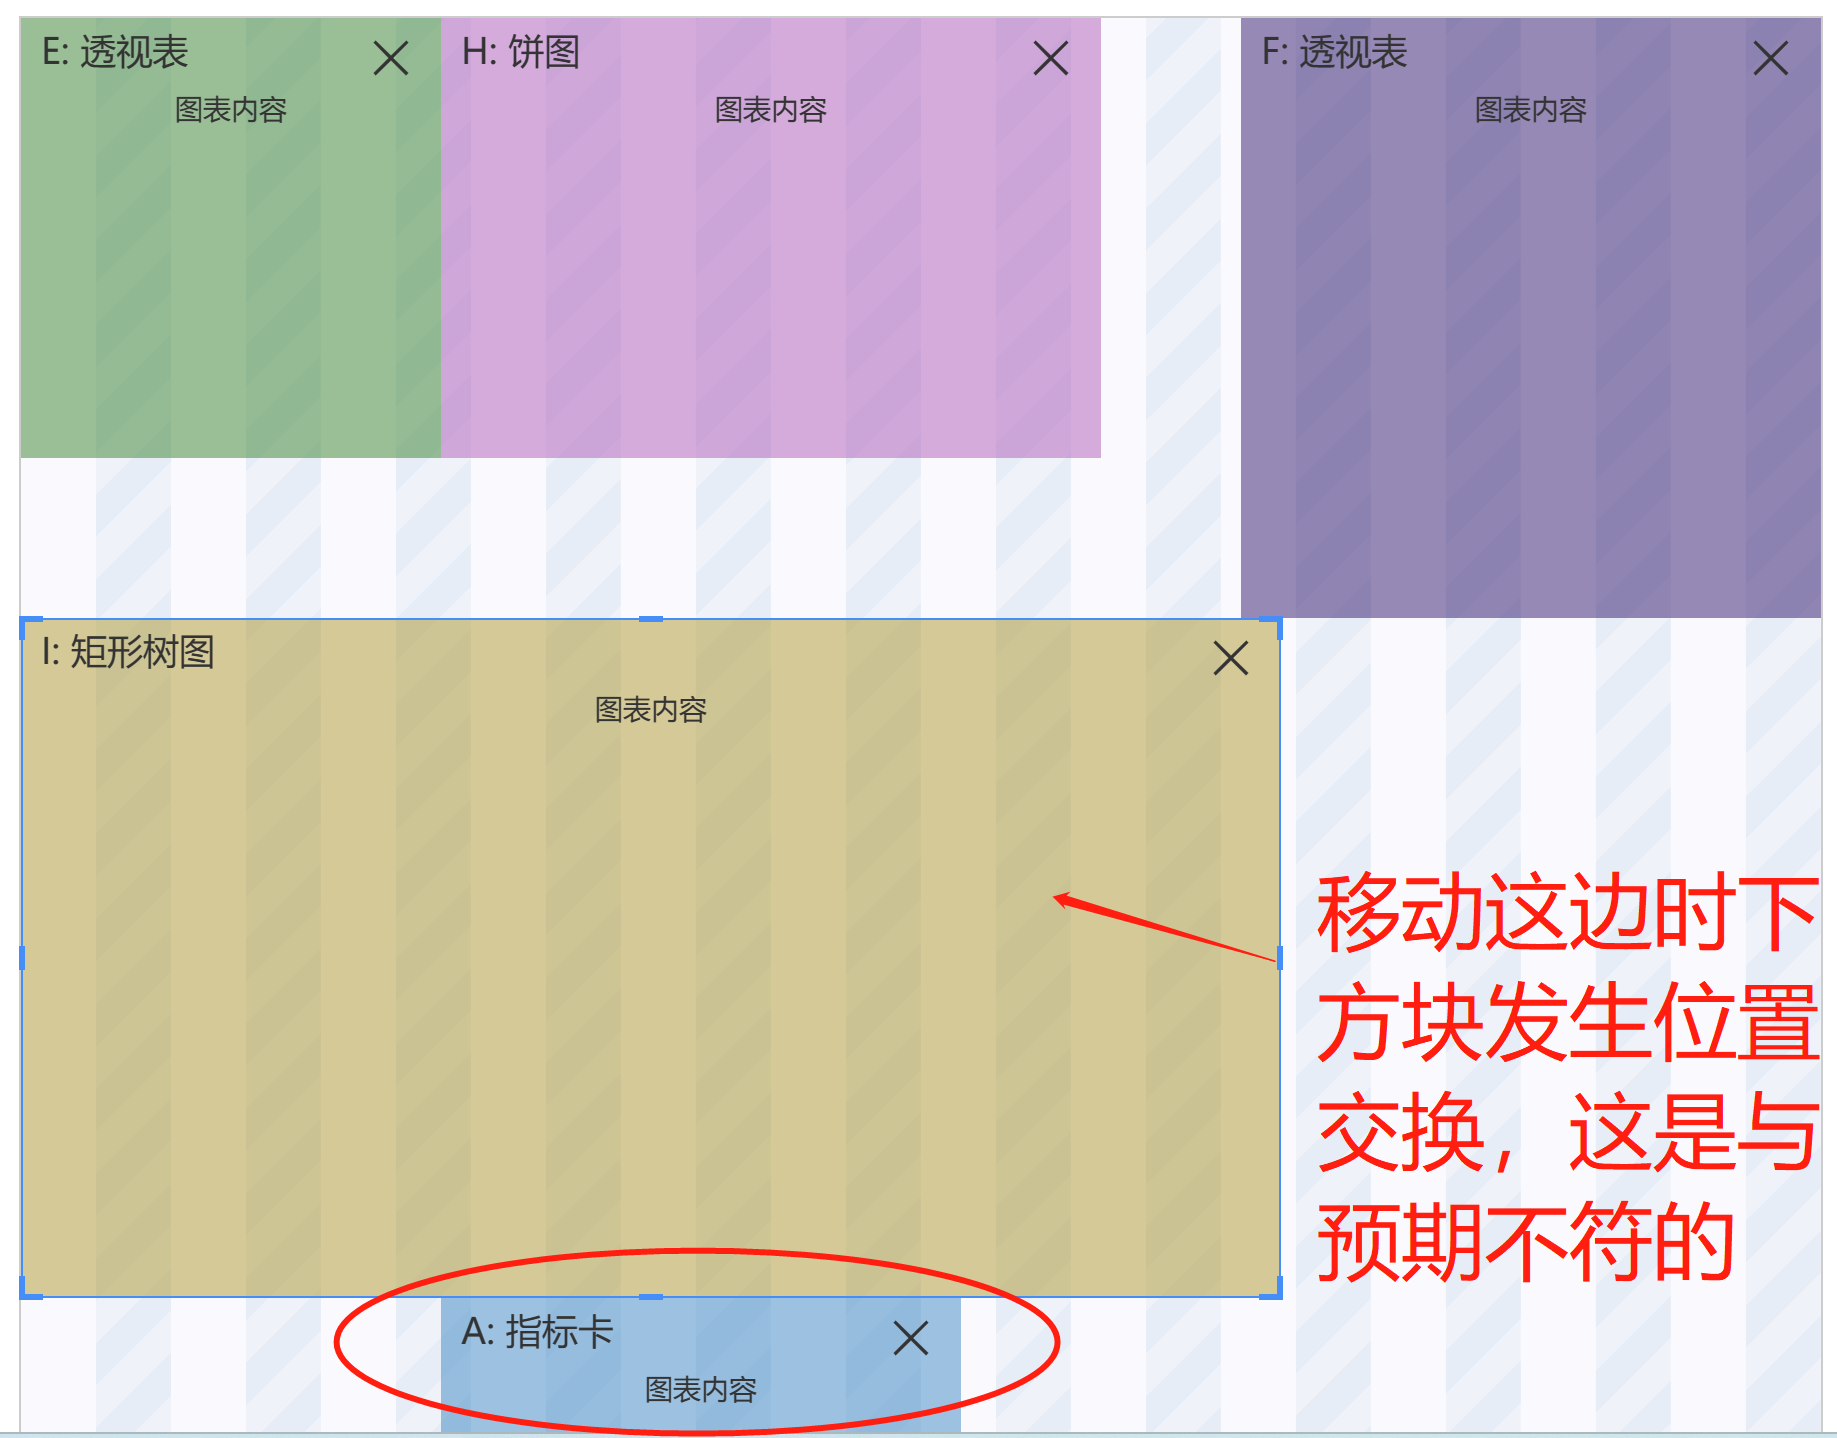 E: 透视表
图表内容
H: 饼图
图表内容
F: 透视表
图表内容
I: 矩形树图
图表内容
移动这边时下
方块发生位置
交换，这是与
预期不符的
A: 指标卡
图表内容